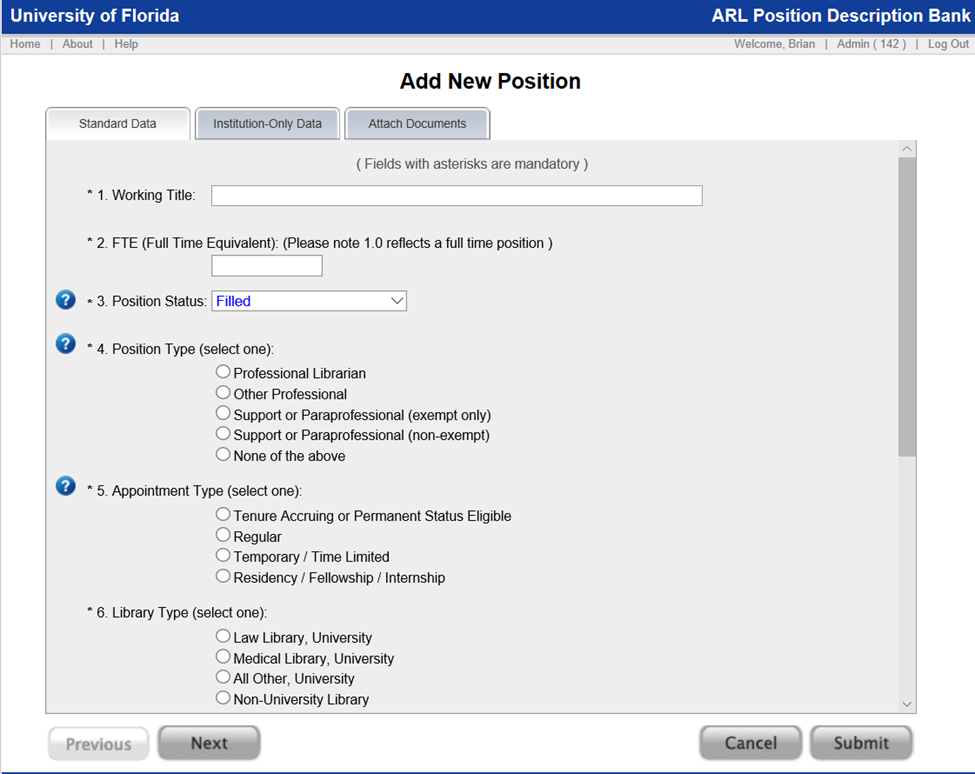 University of Florida
ARL Position Description Bank
Home | About | Help
Welcome, Brian | Admin ( 142 ) | Log Out
Add New Position
Standard Data
Institution-Only Data
Attach Documents
( Fields with asterisks are mandatory )
* 1. Working Title:
* 2. FTE (Full Time Equivalent): (Please note 1.0 reflects a full time position )
? * 3. Position Status: Filled
? * 4. Position Type (select one):
Professional Librarian
Other Professional
Support or Paraprofessional (exempt only)
Support or Paraprofessional (non-exempt)
None of the above
? * 5. Appointment Type (select one):
Tenure Accruing or Permanent Status Eligible
Regular
Temporary / Time Limited
Residency / Fellowship / Internship
* 6. Library Type (select one):
Law Library, University
Medical Library, University
All Other, University
Non-University Library
Previous
Next
Cancel
Submit